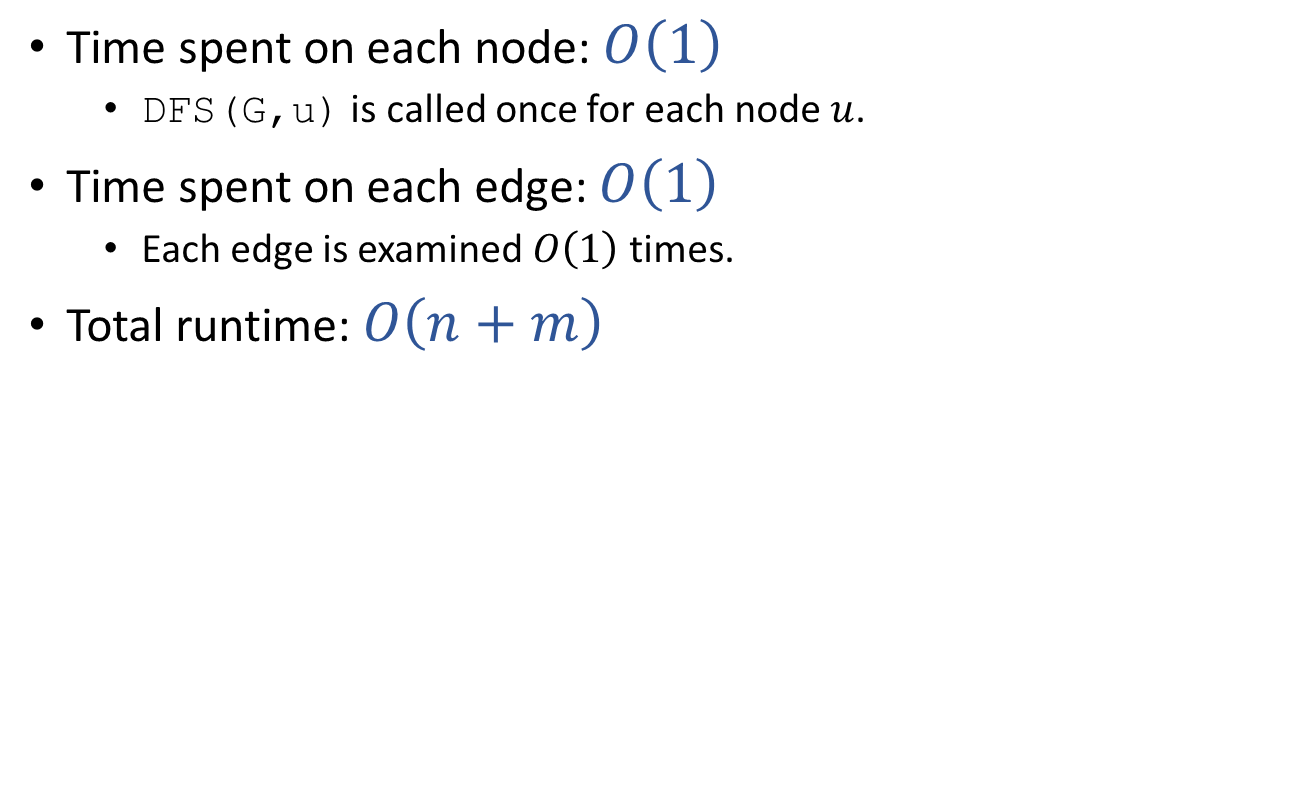 • Time spent on each node: O(1)
• DFS(G,u) is called once for each node u.
• Time spent on each edge: O(1)
• Each edge is examined O(1) times.
• Total runtime: O(n + m)